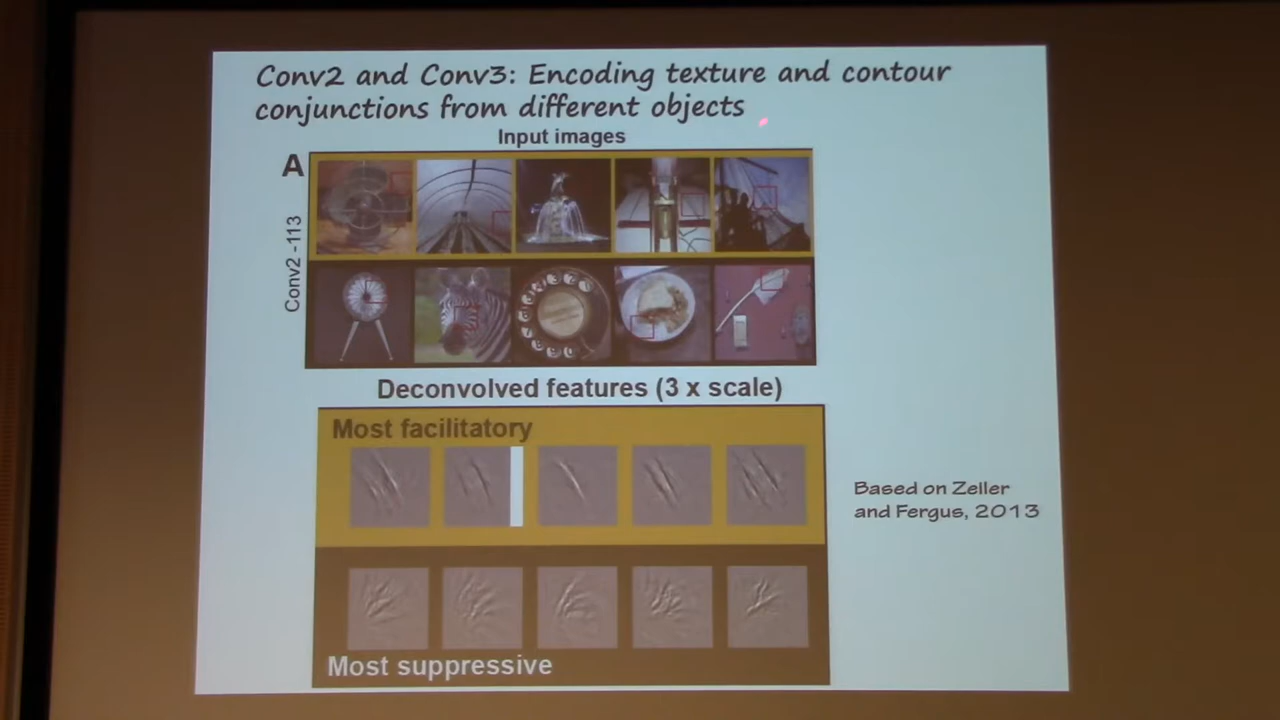 Conv2 and Conv3: Encoding texture and contour
conjunctions from different objects
Input images
A
Conv2 -113
Deconvolved features (3 x scale)
Most facilitatory
Based on Zeller
and Fergus, 2013
Most suppressive